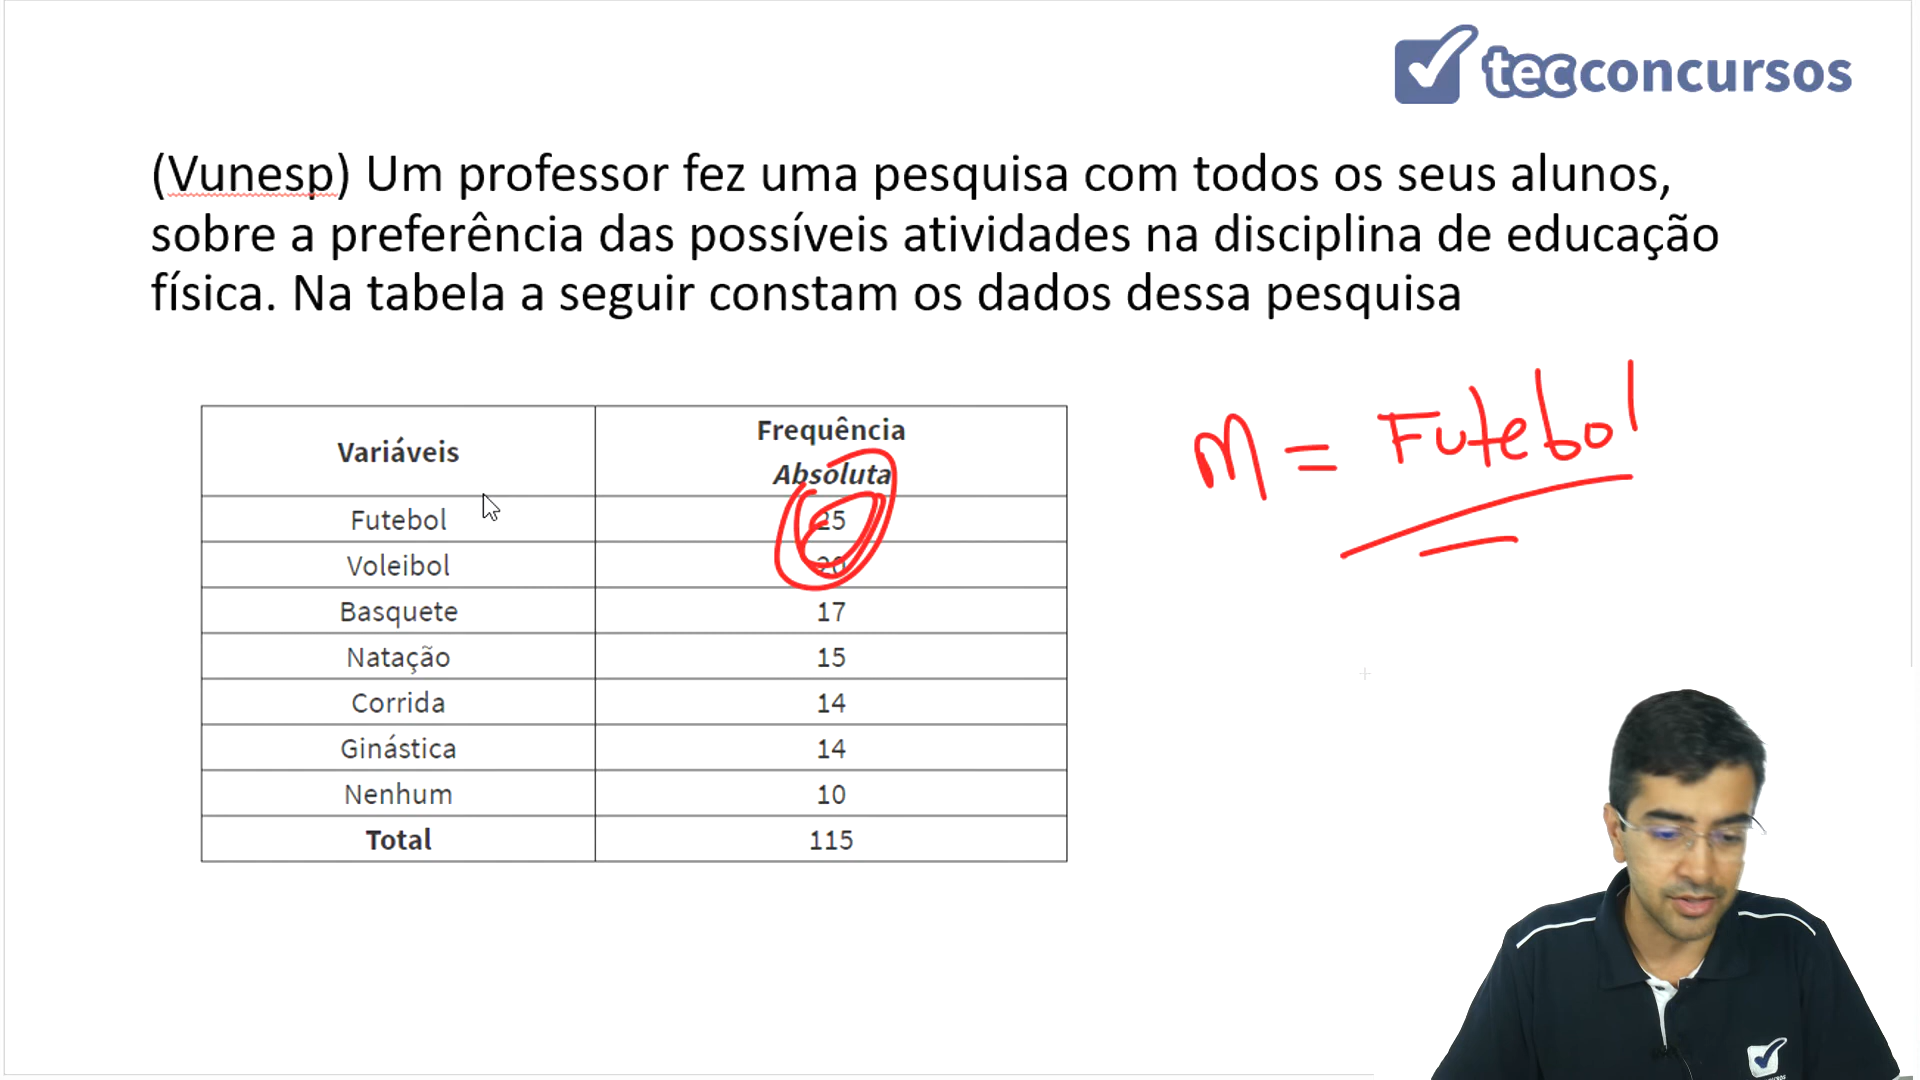 tecconcursos
(Vunesp) Um professor fez uma pesquisa com todos os seus alunos,
sobre a preferência das possíveis atividades na disciplina de educação
física. Na tabela a seguir constam os dados dessa pesquisa
Variáveis Frequência
Absoluta
Futebol 25
Voleibol 20
Basquete 17
Natação 15
Corrida 14
Ginástica 14
Nenhum 10
Total 115
M = Futebol